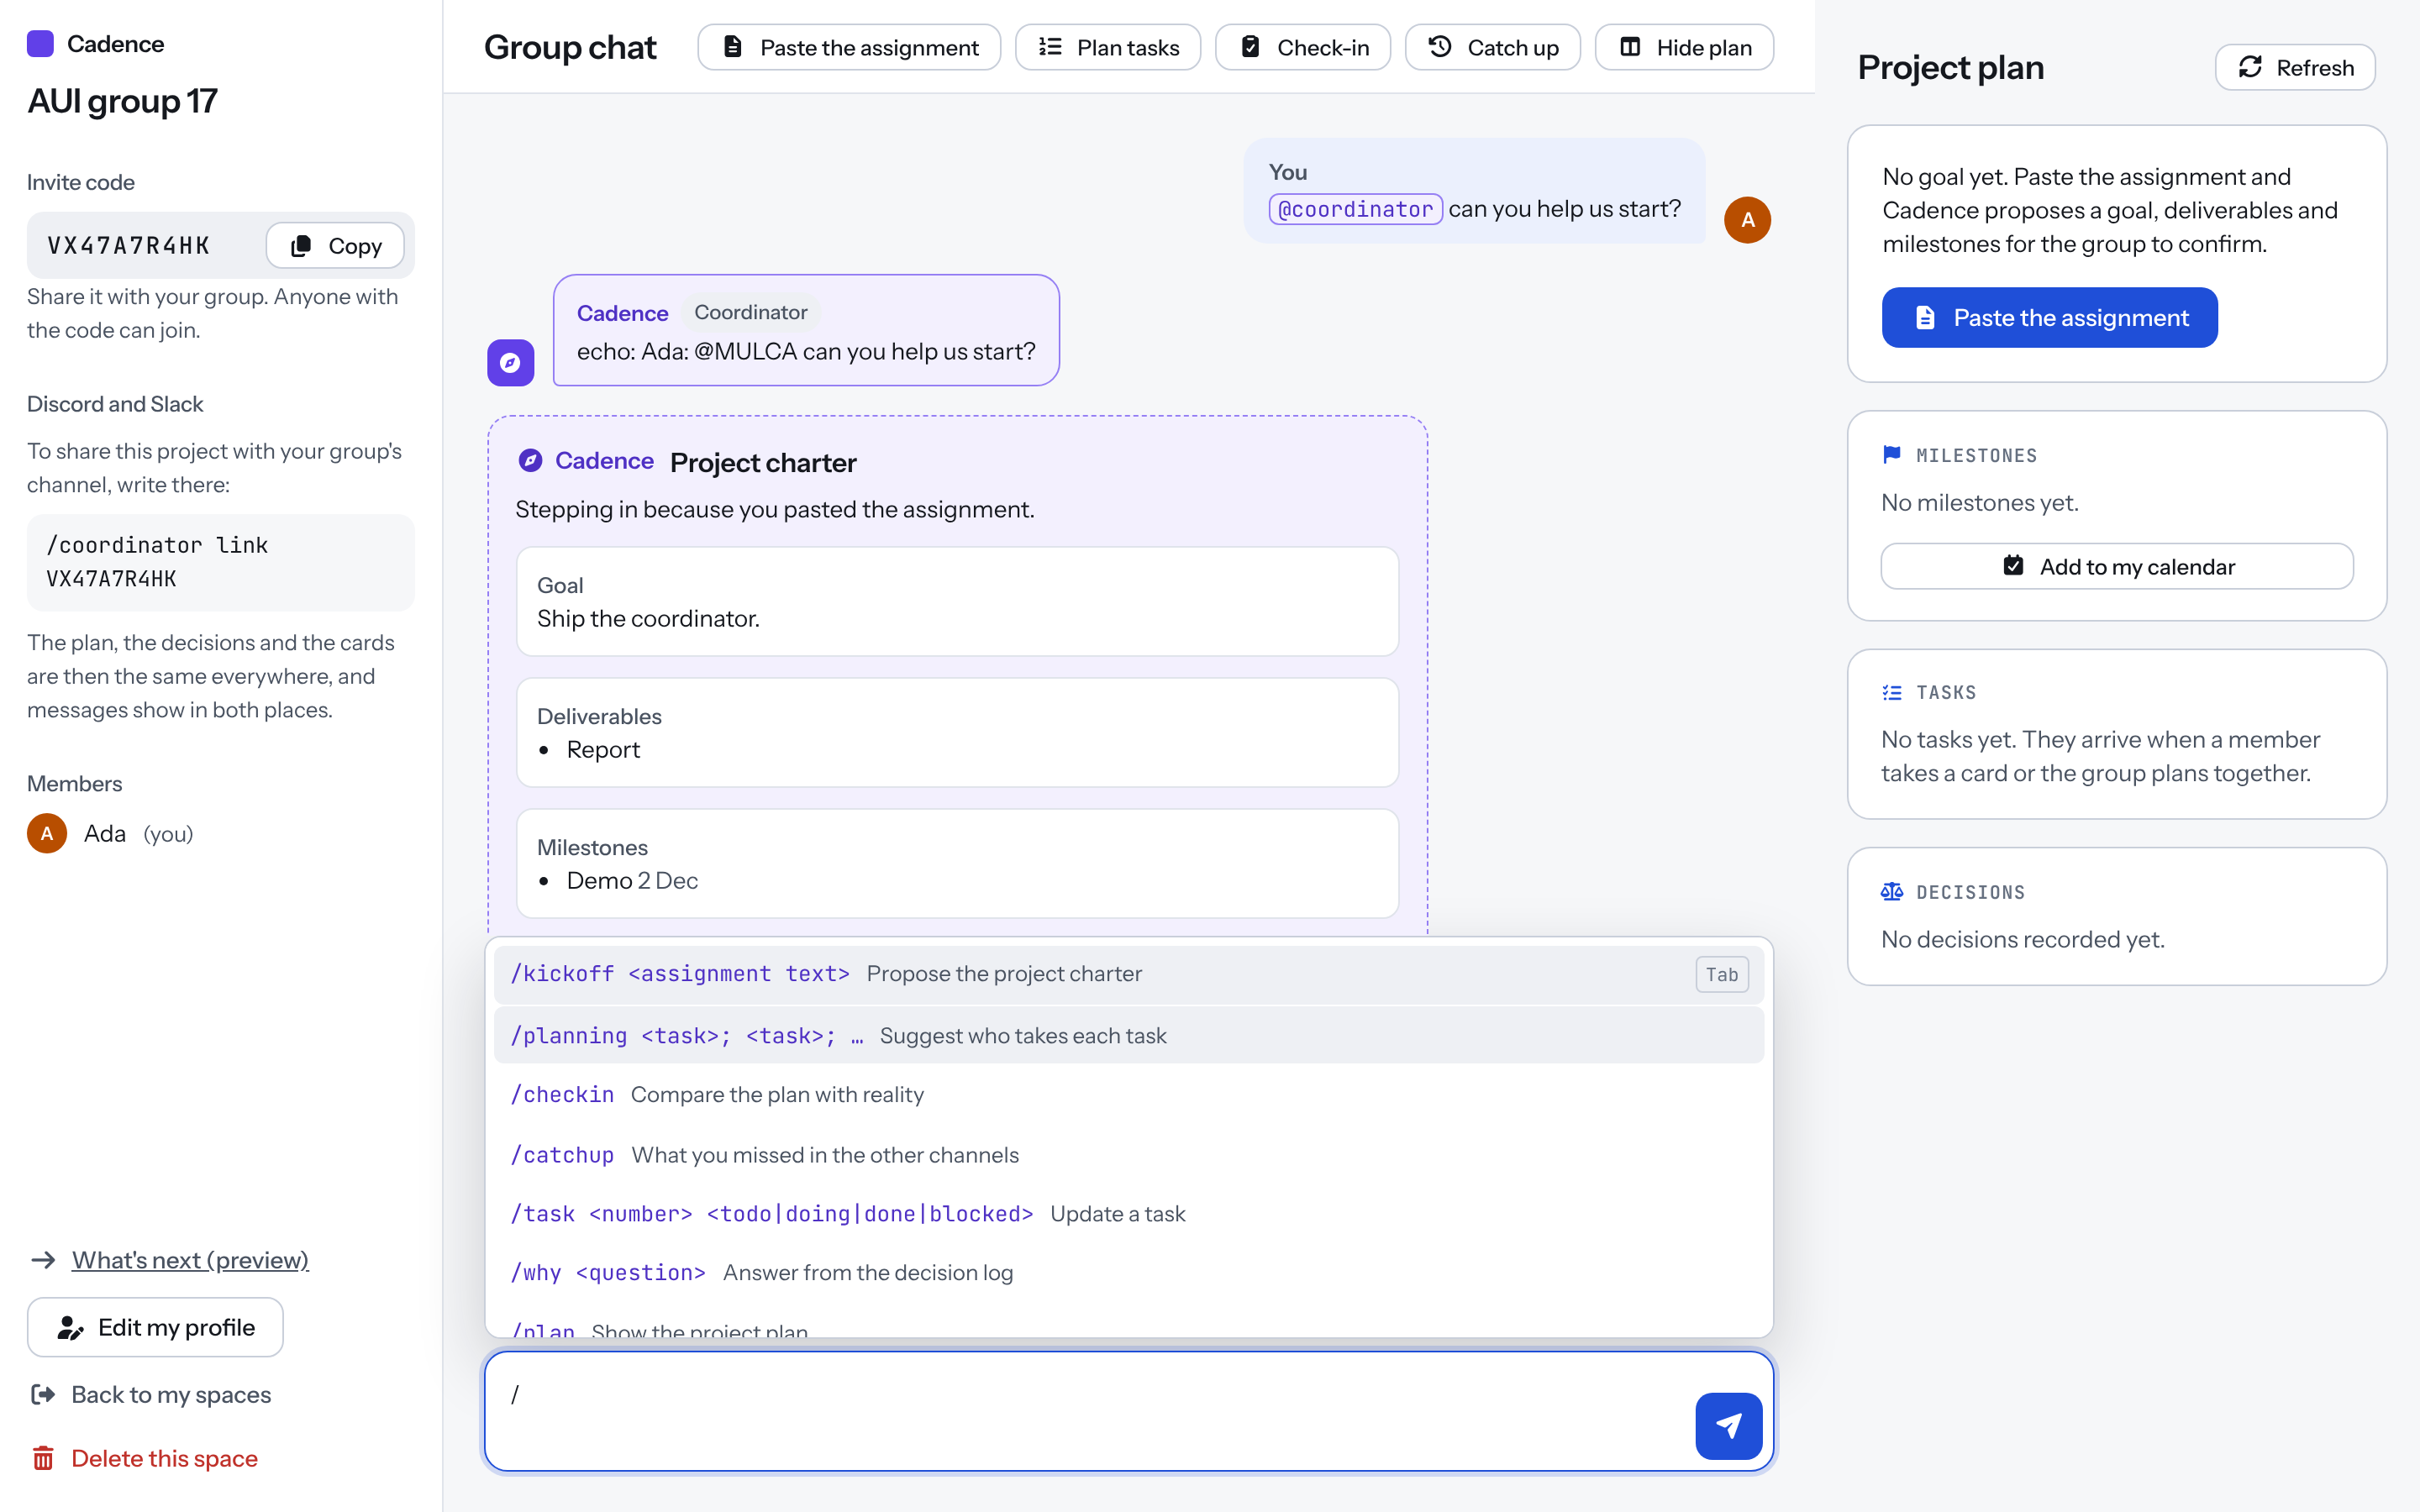 Cadence
AUI group 17
Invite code
VX47A7R4HK
Copy
Share it with your group. Anyone with
the code can join.
Discord and Slack
To share this project with your group's
channel, write there:
/coordinator link
VX47A7R4HK
The plan, the decisions and the cards
are then the same everywhere, and
messages show in both places.
Members
A
Ada (you)
What's next (preview)
Edit my profile
Back to my spaces
Delete this space
Group chat
Paste the assignment
Plan tasks
Check-in
Catch up
Hide plan
You
@coordinator can you help us start?
A
Cadence Coordinator
echo: Ada: @MULCA can you help us start?
Cadence Project charter
Stepping in because you pasted the assignment.
Goal
Ship the coordinator.
Deliverables
• Report
Milestones
• Demo 2 Dec
/kickoff <assignment text> Propose the project charter Tab
/planning <task>; <task>; … Suggest who takes each task
/checkin Compare the plan with reality
/catchup What you missed in the other channels
/task <number> <todo|doing|done|blocked> Update a task
/why <question> Answer from the decision log
/plan Show the project plan
/
Project plan
Refresh
No goal yet. Paste the assignment and
Cadence proposes a goal, deliverables and
milestones for the group to confirm.
Paste the assignment
MILESTONES
No milestones yet.
Add to my calendar
TASKS
No tasks yet. They arrive when a member
takes a card or the group plans together.
DECISIONS
No decisions recorded yet.